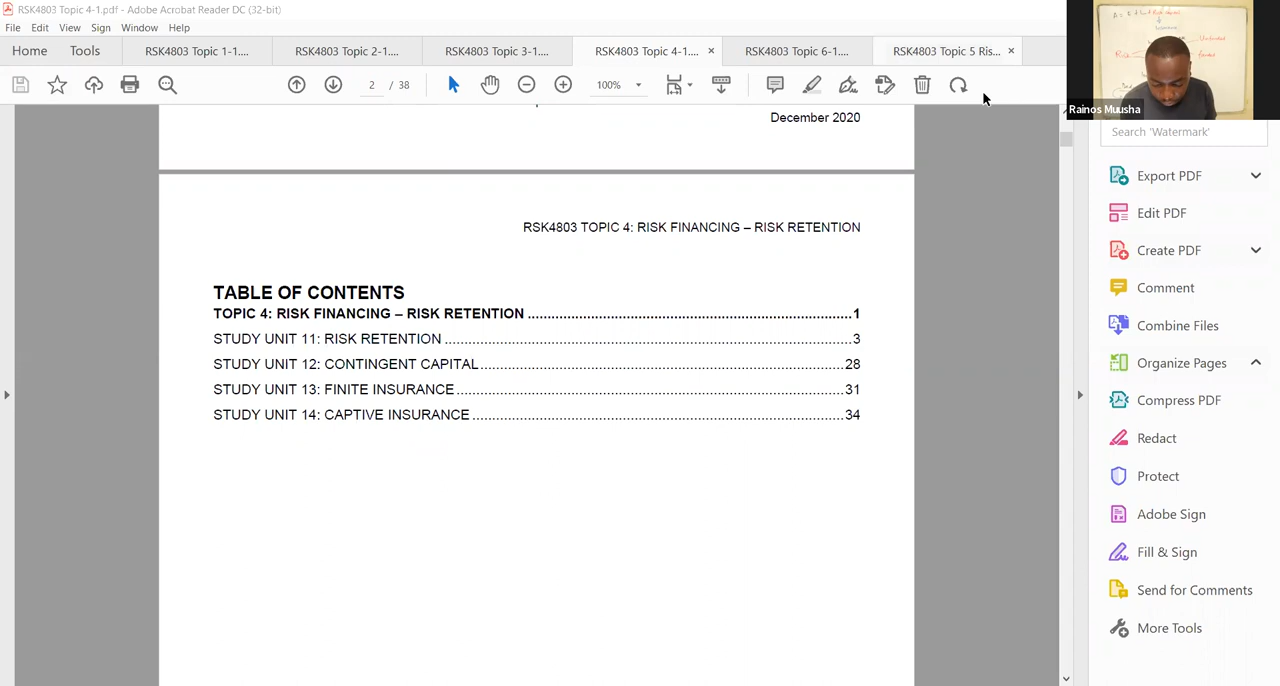 RSK4803 Topic 4-1.pdf - Adobe Acrobat Reader DC (32-bit)
File Edit View Sign Window Help
Home Tools RSK4803 Topic 1-1.... RSK4803 Topic 2-1.... RSK4803 Topic 3-1.... RSK4803 Topic 4-1.... × RSK4803 Topic 6-1.... RSK4803 Topic 5 Ris... ×
2 / 38 100%
Rainos Muusha
December 2020
Search 'Watermark'
RSK4803 TOPIC 4: RISK FINANCING – RISK RETENTION
TABLE OF CONTENTS
TOPIC 4: RISK FINANCING – RISK RETENTION ........................................ 1
STUDY UNIT 11: RISK RETENTION ........................................ 3
STUDY UNIT 12: CONTINGENT CAPITAL ........................................ 28
STUDY UNIT 13: FINITE INSURANCE ........................................ 31
STUDY UNIT 14: CAPTIVE INSURANCE ........................................ 34
Export PDF
Edit PDF
Create PDF
Comment
Combine Files
Organize Pages
Compress PDF
Redact
Protect
Adobe Sign
Fill & Sign
Send for Comments
More Tools